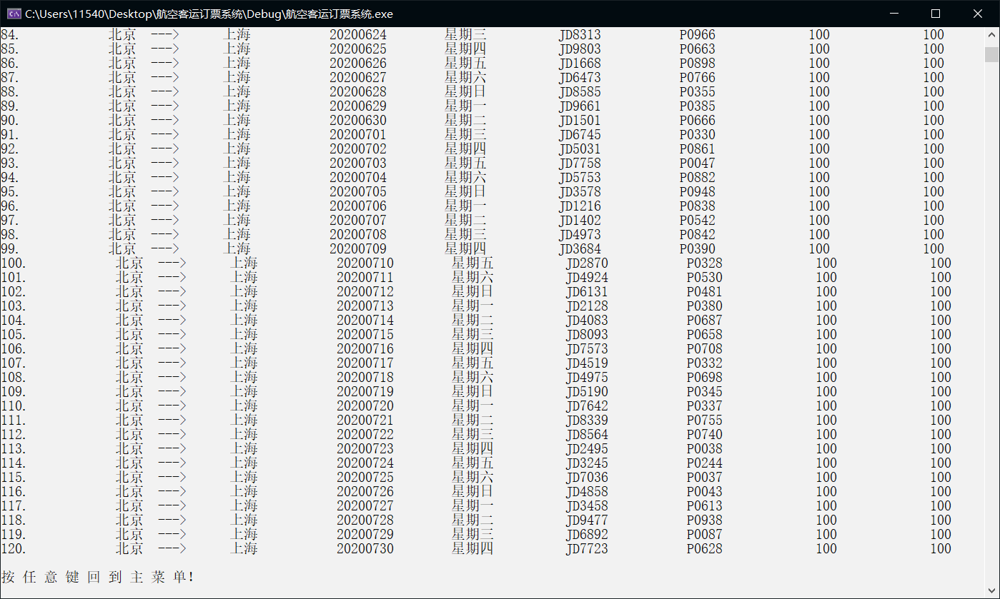 C:\Users\11540\Desktop\航空客运订票系统\Debug\航空客运订票系统.exe
84. 北京 ---> 上海 20200624 星期三 JD8313 P0966 100 100
85. 北京 ---> 上海 20200625 星期四 JD9803 P0663 100 100
86. 北京 ---> 上海 20200626 星期五 JD1668 P0898 100 100
87. 北京 ---> 上海 20200627 星期六 JD6473 P0766 100 100
88. 北京 ---> 上海 20200628 星期日 JD8585 P0355 100 100
89. 北京 ---> 上海 20200629 星期一 JD9661 P0385 100 100
90. 北京 ---> 上海 20200630 星期二 JD1501 P0666 100 100
91. 北京 ---> 上海 20200701 星期三 JD6745 P0330 100 100
92. 北京 ---> 上海 20200702 星期四 JD5031 P0861 100 100
93. 北京 ---> 上海 20200703 星期五 JD7758 P0047 100 100
94. 北京 ---> 上海 20200704 星期六 JD5753 P0882 100 100
95. 北京 ---> 上海 20200705 星期日 JD3578 P0948 100 100
96. 北京 ---> 上海 20200706 星期一 JD1216 P0838 100 100
97. 北京 ---> 上海 20200707 星期二 JD1402 P0542 100 100
98. 北京 ---> 上海 20200708 星期三 JD4973 P0842 100 100
99. 北京 ---> 上海 20200709 星期四 JD3684 P0390 100 100
100. 北京 ---> 上海 20200710 星期五 JD2870 P0328 100 100
101. 北京 ---> 上海 20200711 星期六 JD4924 P0530 100 100
102. 北京 ---> 上海 20200712 星期日 JD6131 P0481 100 100
103. 北京 ---> 上海 20200713 星期一 JD2128 P0380 100 100
104. 北京 ---> 上海 20200714 星期二 JD4083 P0687 100 100
105. 北京 ---> 上海 20200715 星期三 JD8093 P0658 100 100
106. 北京 ---> 上海 20200716 星期四 JD7573 P0708 100 100
107. 北京 ---> 上海 20200717 星期五 JD4519 P0332 100 100
108. 北京 ---> 上海 20200718 星期六 JD4975 P0698 100 100
109. 北京 ---> 上海 20200719 星期日 JD5190 P0345 100 100
110. 北京 ---> 上海 20200720 星期一 JD7642 P0337 100 100
111. 北京 ---> 上海 20200721 星期二 JD8339 P0755 100 100
112. 北京 ---> 上海 20200722 星期三 JD8564 P0740 100 100
113. 北京 ---> 上海 20200723 星期四 JD2495 P0038 100 100
114. 北京 ---> 上海 20200724 星期五 JD3245 P0244 100 100
115. 北京 ---> 上海 20200725 星期六 JD7036 P0037 100 100
116. 北京 ---> 上海 20200726 星期日 JD4858 P0043 100 100
117. 北京 ---> 上海 20200727 星期一 JD3458 P0613 100 100
118. 北京 ---> 上海 20200728 星期二 JD9477 P0938 100 100
119. 北京 ---> 上海 20200729 星期三 JD6892 P0087 100 100
120. 北京 ---> 上海 20200730 星期四 JD7723 P0628 100 100
按 任 意 键 回 到 主 菜 单!